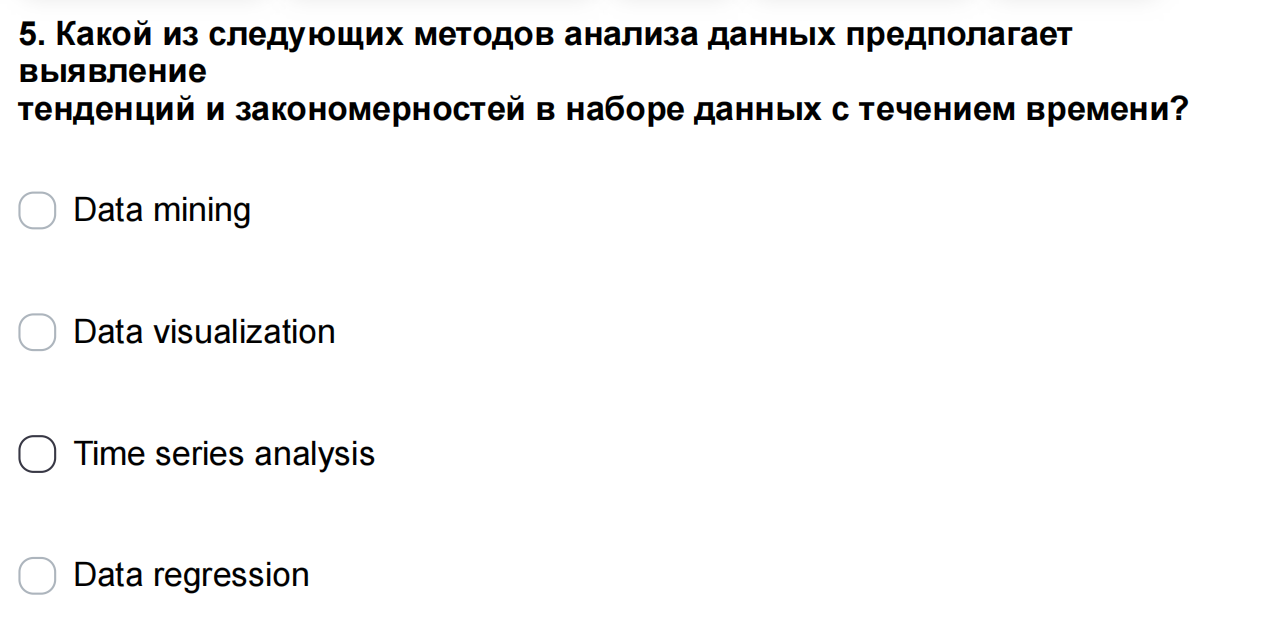 5. Какой из следующих методов анализа данных предполагает
выявление
тенденций и закономерностей в наборе данных с течением времени?
Data mining
Data visualization
Time series analysis
Data regression